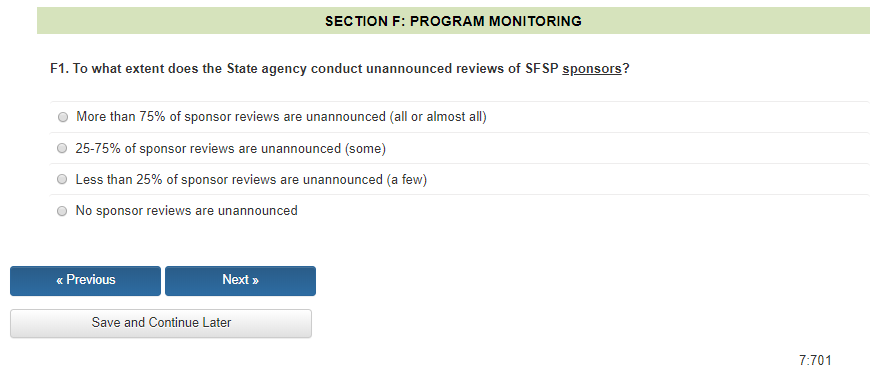 SECTION F: PROGRAM MONITORING
F1. To what extent does the State agency conduct unannounced reviews of SFSP sponsors?
More than 75% of sponsor reviews are unannounced (all or almost all)
25-75% of sponsor reviews are unannounced (some)
Less than 25% of sponsor reviews are unannounced (a few)
No sponsor reviews are unannounced
« Previous
Next »
Save and Continue Later
7:701